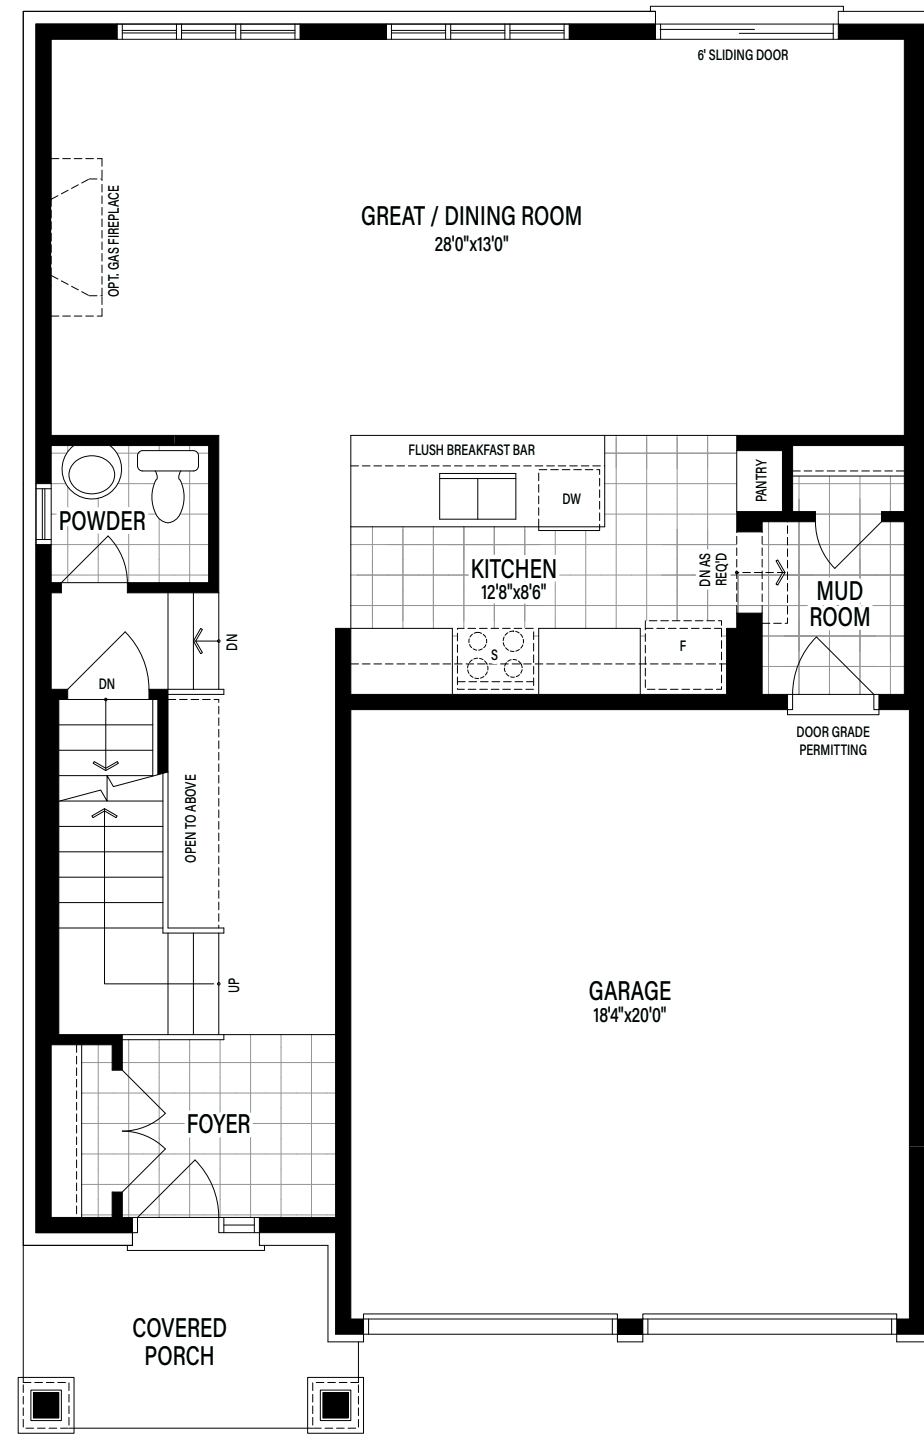 6' SLIDING DOOR
OPT. GAS FIREPLACE
GREAT / DINING ROOM
28'0"x13'0"
FLUSH BREAKFAST BAR
DW
PANTRY
POWDER
KITCHEN
12'8"x8'6"
DN AS
REQ'D
MUD
ROOM
DN
S
F
DN
DOOR GRADE
PERMITTING
OPEN TO ABOVE
UP
GARAGE
18'4"x20'0"
FOYER
COVERED
PORCH